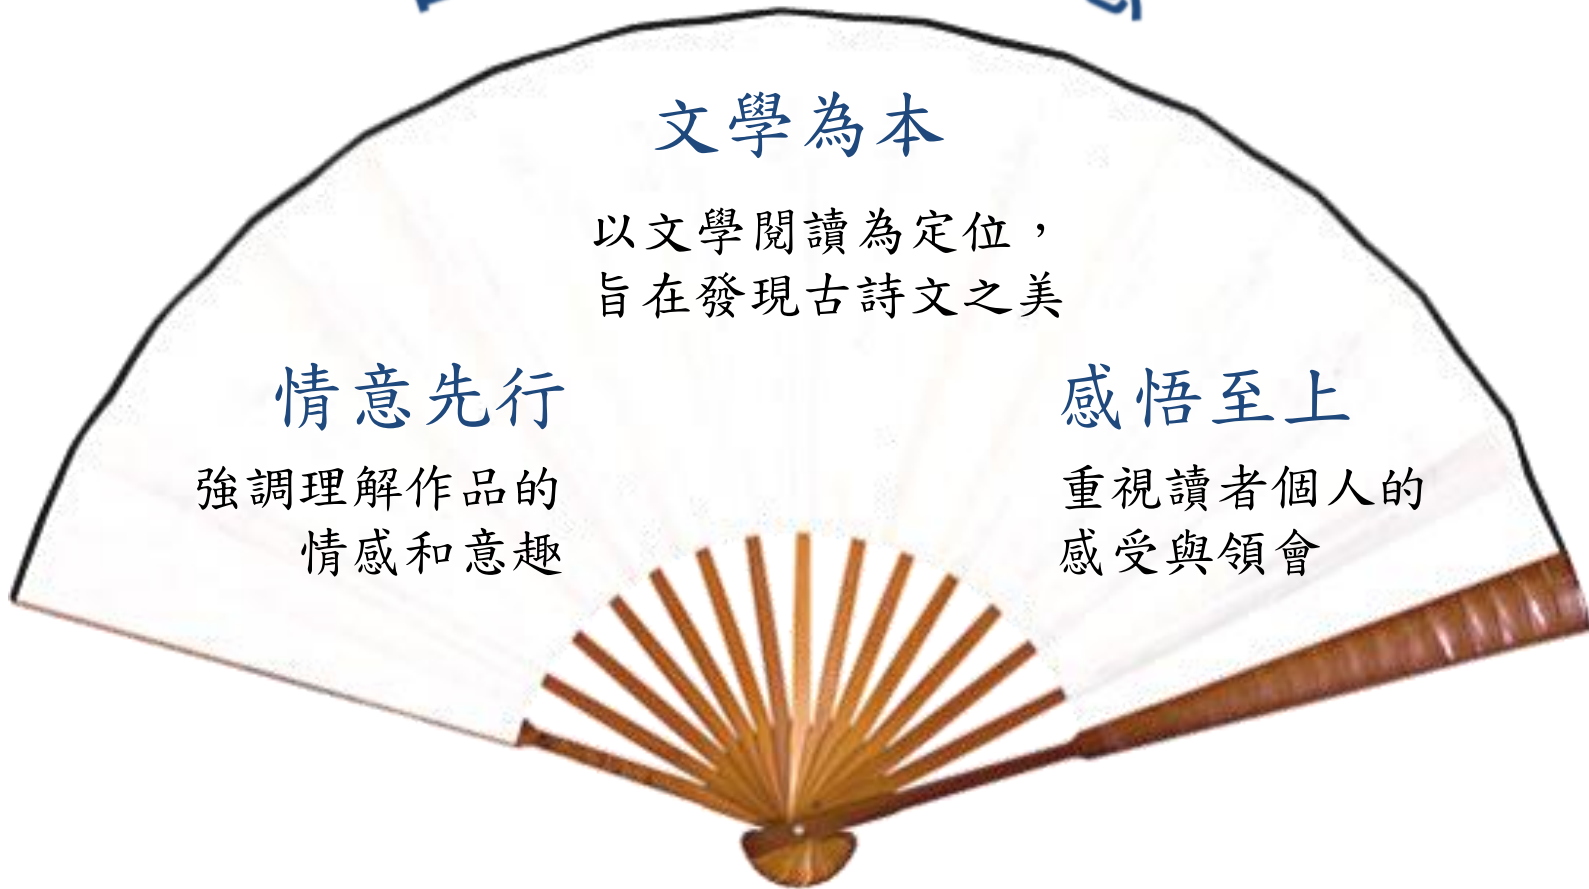 文學為本
以文學閱讀為定位，
旨在發現古詩文之美
情意先行
強調理解作品的
情感和意趣
感悟至上
重視讀者個人的
感受與領會